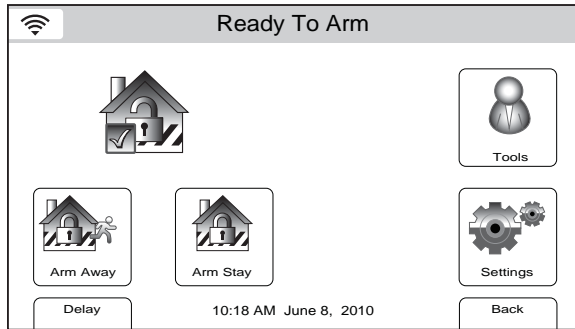 Ready To Arm
Tools
Arm Away
Arm Stay
Settings
Delay
10:18 AM June 8, 2010
Back